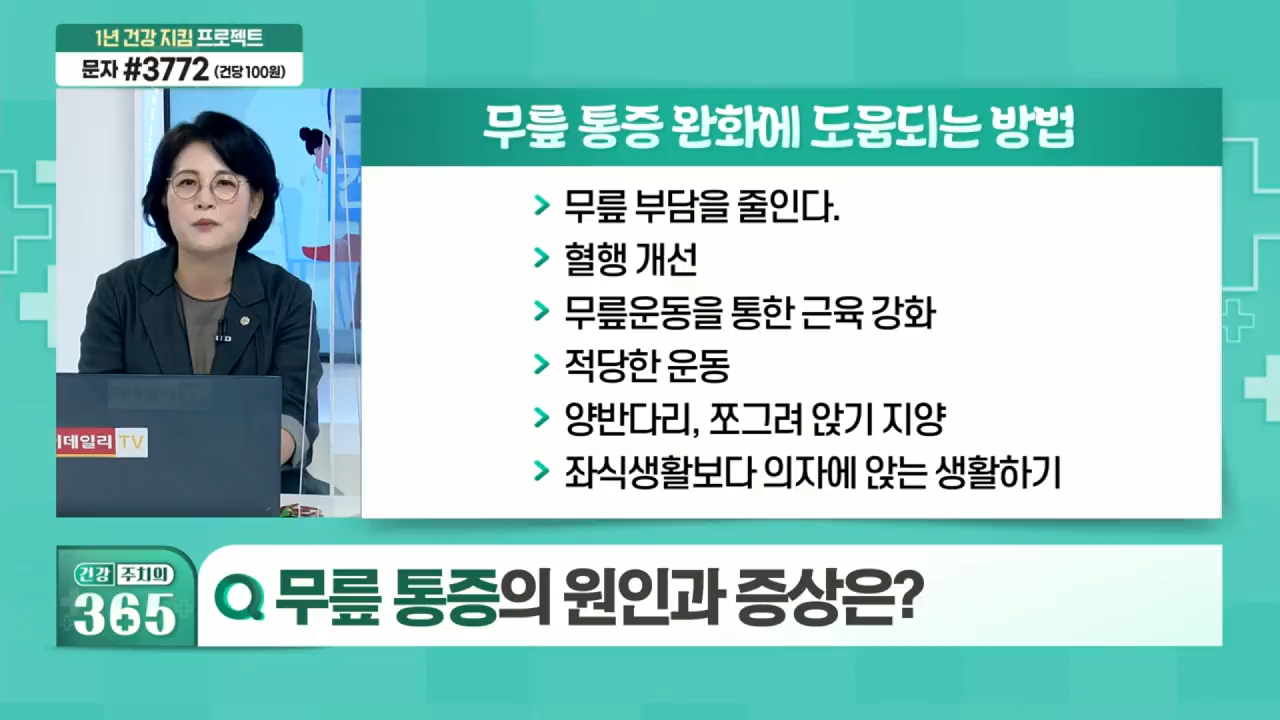 1년 건강 지킴 프로젝트
문자 #3772 (건당 100원)
무릎 통증 완화에 도움되는 방법
> 무릎 부담을 줄인다.
> 혈행 개선
> 무릎운동을 통한 근육 강화
> 적당한 운동
> 양반다리, 쪼그려 앉기 지양
> 좌식생활보다 의자에 앉는 생활하기
이데일리 TV
건강 주치의
365
Q 무릎 통증의 원인과 증상은?